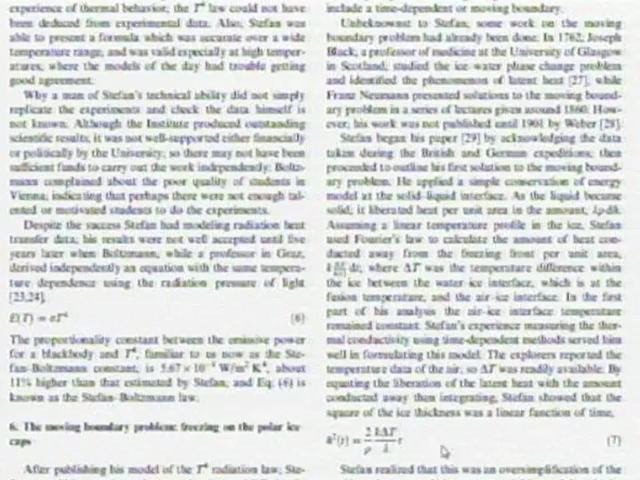 experience of thermal behavior, the T⁴ law could not have
been deduced from experimental data. Also, Stefan was
able to present a formula which was accurate over a wide
temperature range, and was valid especially at high temper-
atures, where the models of the day had trouble getting
good agreement.
Why a man of Stefan's technical ability did not simply
replicate the experiments and check the data himself is
not known. Although the Institute produced outstanding
scientific results, it was not well-supported either financially
or politically by the University, so there may not have been
sufficient funds to carry out the work independently. Boltz-
mann complained about the poor quality of students in
Vienna, indicating that perhaps there were not enough tal-
ented or motivated students to do the experiments.
Despite the success Stefan had modeling radiation heat
transfer data, his results were not well accepted until five
years later when Boltzmann, while a professor in Graz,
derived independently an equation with the same tempera-
ture dependence using the radiation pressure of light
[23,24],
E(T) = σT⁴ (6)
The proportionality constant between the emissive power
for a blackbody and T⁴, familiar to us now as the Ste-
fan–Boltzmann constant, is 5.67 × 10⁻⁸ W/m² K⁴, about
11% higher than that estimated by Stefan, and Eq. (6) is
known as the Stefan–Boltzmann law.
6. The moving boundary problem: freezing on the polar ice
caps
After publishing his model of the T⁴ radiation law, Ste-
include a time-dependent or moving boundary.
Unbeknownst to Stefan, some work on the moving
boundary problem had already been done. In 1762, Joseph
Black, a professor of medicine at the University of Glasgow
in Scotland, studied the ice–water phase change problem
and identified the phenomenon of latent heat [27], while
Franz Neumann presented solutions to the moving bound-
ary problem in a series of lectures given around 1860. How-
ever, his work was not published until 1901 by Weber [28].
Stefan began his paper [29] by acknowledging the data
taken during the British and German expeditions, then
proceeded to outline his first solution to the moving bound-
ary problem. He applied a simple conservation of energy
model at the solid–liquid interface. As the liquid became
solid, it liberated heat per unit area in the amount, λρ dh.
Assuming a linear temperature profile in the ice, Stefan
used Fourier's law to calculate the amount of heat con-
ducted away from the freezing front per unit area,
dt, where ΔT was the temperature difference within
the ice between the water–ice interface, which is at the
fusion temperature, and the air–ice interface. In the first
part of his analysis the air–ice interface temperature
remained constant. Stefan's experience measuring the ther-
mal conductivity using time-dependent methods served him
well in formulating this model. The explorers reported the
temperature data of the air, so ΔT was readily available. By
equating the liberation of the latent heat with the amount
conducted away then integrating, Stefan showed that the
square of the ice thickness was a linear function of time,
h²(t) = 2/ρ kΔT/λ t (7)
Stefan realized that this was an oversimplification of the